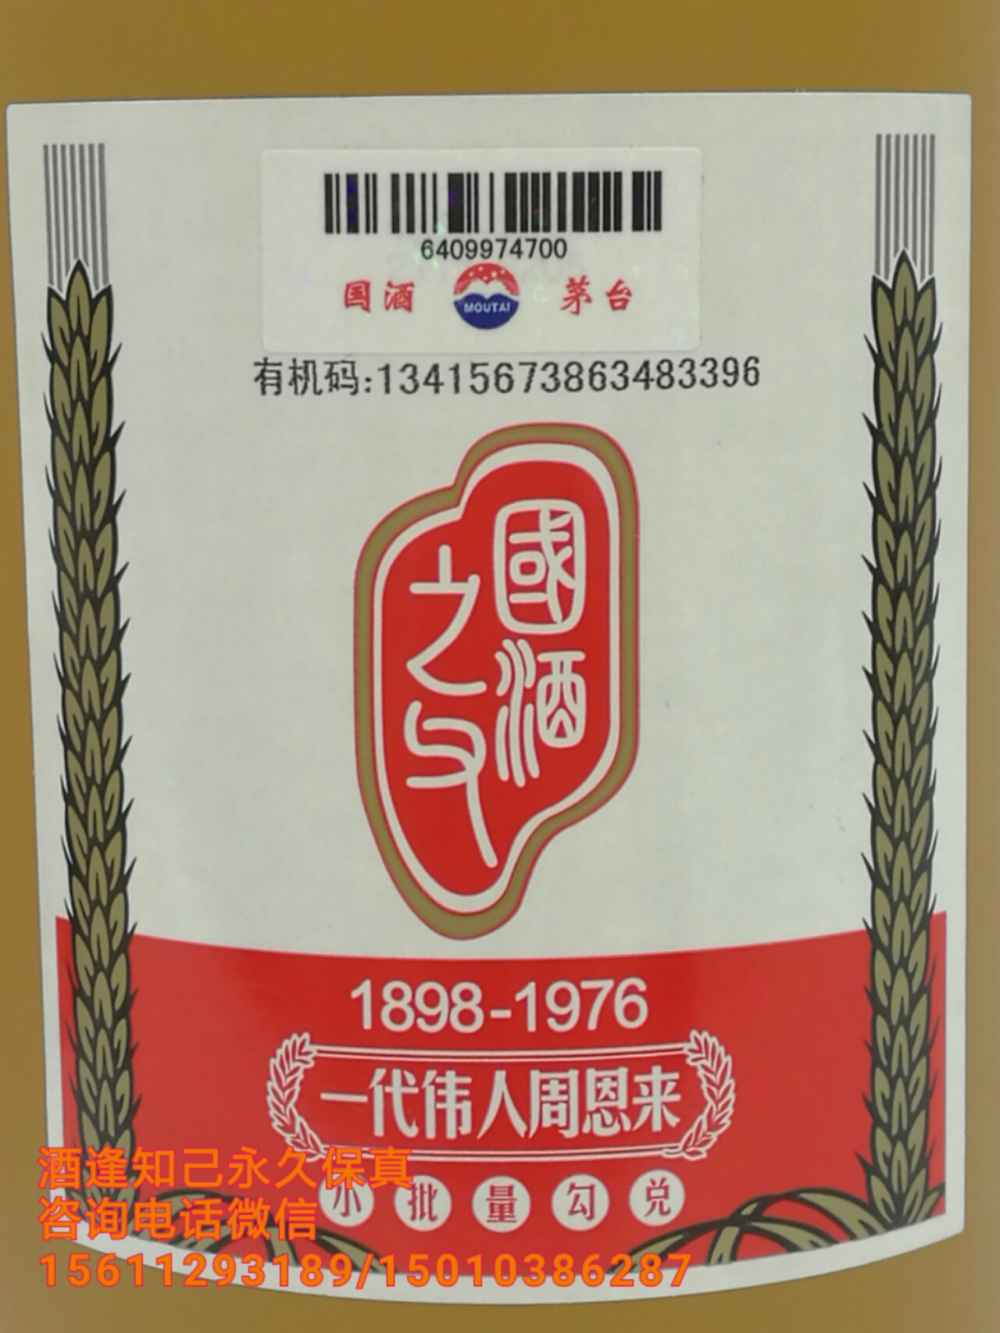 6409974700
国酒 MOUTAI 茅台
有机码:13415673863483396
國酒
之父
1898-1976
一代伟人周恩来
小批量勾兑
酒逢知己永久保真
咨询电话微信
15611293189/15010386287